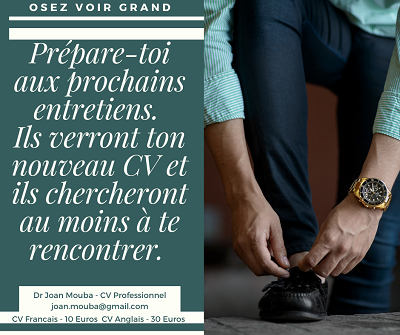 OSEZ VOIR GRAND
Prépare-toi
aux prochains
entretiens.
Ils verront ton
nouveau CV et
ils chercheront
au moins à te
rencontrer.
Dr Joan Mouba - CV Professionnel
joan.mouba@gmail.com
CV Francais - 10 Euros CV Anglais - 30 Euros